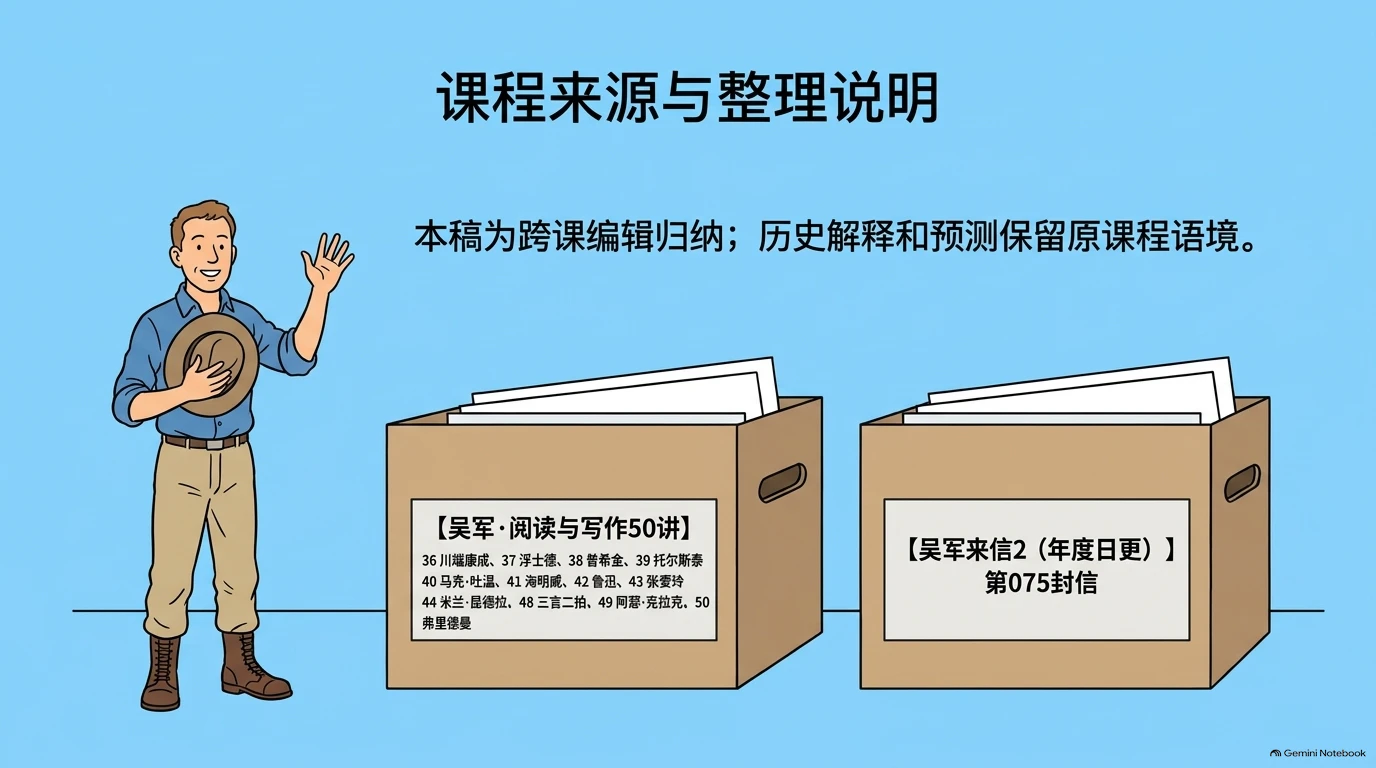 课程来源与整理说明
本稿为跨课编辑归纳；历史解释和预测保留原课程语境。
【吴军·阅读与写作50讲】
36 川端康成、37 浮士德、38 普希金、39 托尔斯泰
40 马克·吐温、41 海明威、42 鲁迅、43 张爱玲
44 米兰·昆德拉、48 三言二拍、49 阿瑟·克拉克、50
弗里德曼
【吴军来信2（年度日更）】
第075封信
Gemini Notebook